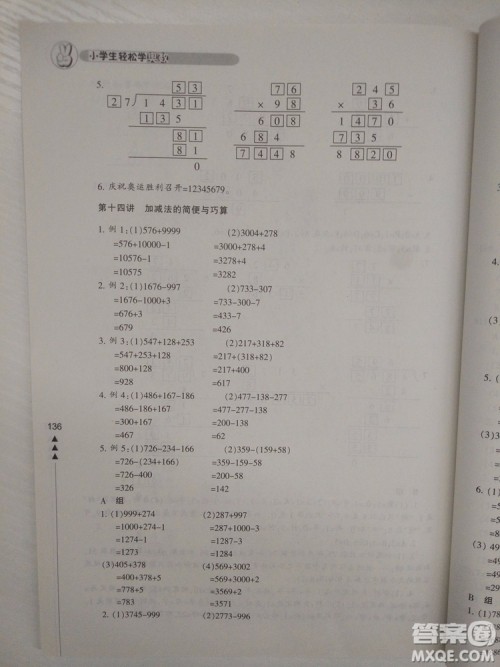 小学生轻松学
5. 5 3
2 7 1 4 3 1
1 3 5
8 1
8 1
0
7 6
× 9 8
6 0 8
6 8 4
7 4 4 8
2 4 5
× 3 6
1 4 7 0
7 3 5
8 8 2 0
6. 庆祝奥运胜利召开=12345679。
第十四讲 加减法的简便与巧算
1. 例 1:(1)576+9999 (2)3004+278
=576+10000-1 =3000+278+4
=10576-1 =3278+4
=10575 =3282
2. 例 2:(1)1676-997 (2)733-307
=1676-1000+3 =733-300-7
=676+3 =433-7
=679 =426
3. 例 3:(1)547+128+253 (2)217+318+82
=547+253+128 =217+(318+82)
=800+128 =217+400
=928 =617
4. 例 4:(1)486+167-186 (2)477-277-138
=486-186+167 =477-277-138
=300+167 =200-138
=467 =62
5. 例 5:(1)726-234-166 (2)359-(159+58)
=726-(234+166) =359-159-58
=726-400 =200-58
=326 =142
A 组
1. (1)999+274 (2)287+997
=1000+274-1 =287+1000-3
=1274-1 =1287-3
=1273 =1284
(3)405+378 (4)569+3002
=400+378+5 =569+3000+2
=778+5 =3569+2
=783 =3571
2. (1)3745-999 (2)2773-996
136
答案圈
MXQE.COM